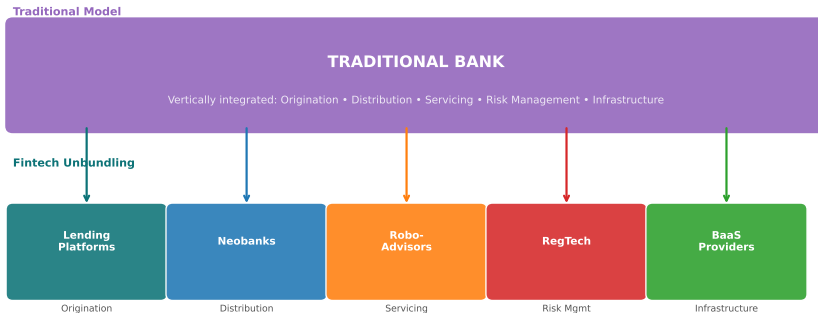 Traditional Model
TRADITIONAL BANK
Vertically integrated: Origination • Distribution • Servicing • Risk Management • Infrastructure
Fintech Unbundling
Lending
Platforms
Neobanks
Robo-
Advisors
RegTech
BaaS
Providers
Origination
Distribution
Servicing
Risk Mgmt
Infrastructure